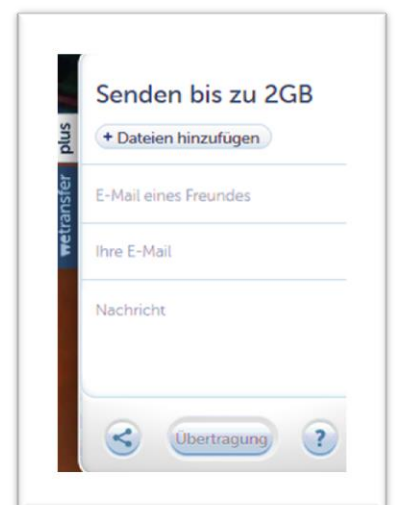 Senden bis zu 2GB
+ Dateien hinzufügen
plus
wetransfer
E-Mail eines Freundes
Ihre E-Mail
Nachricht
Übertragung
?